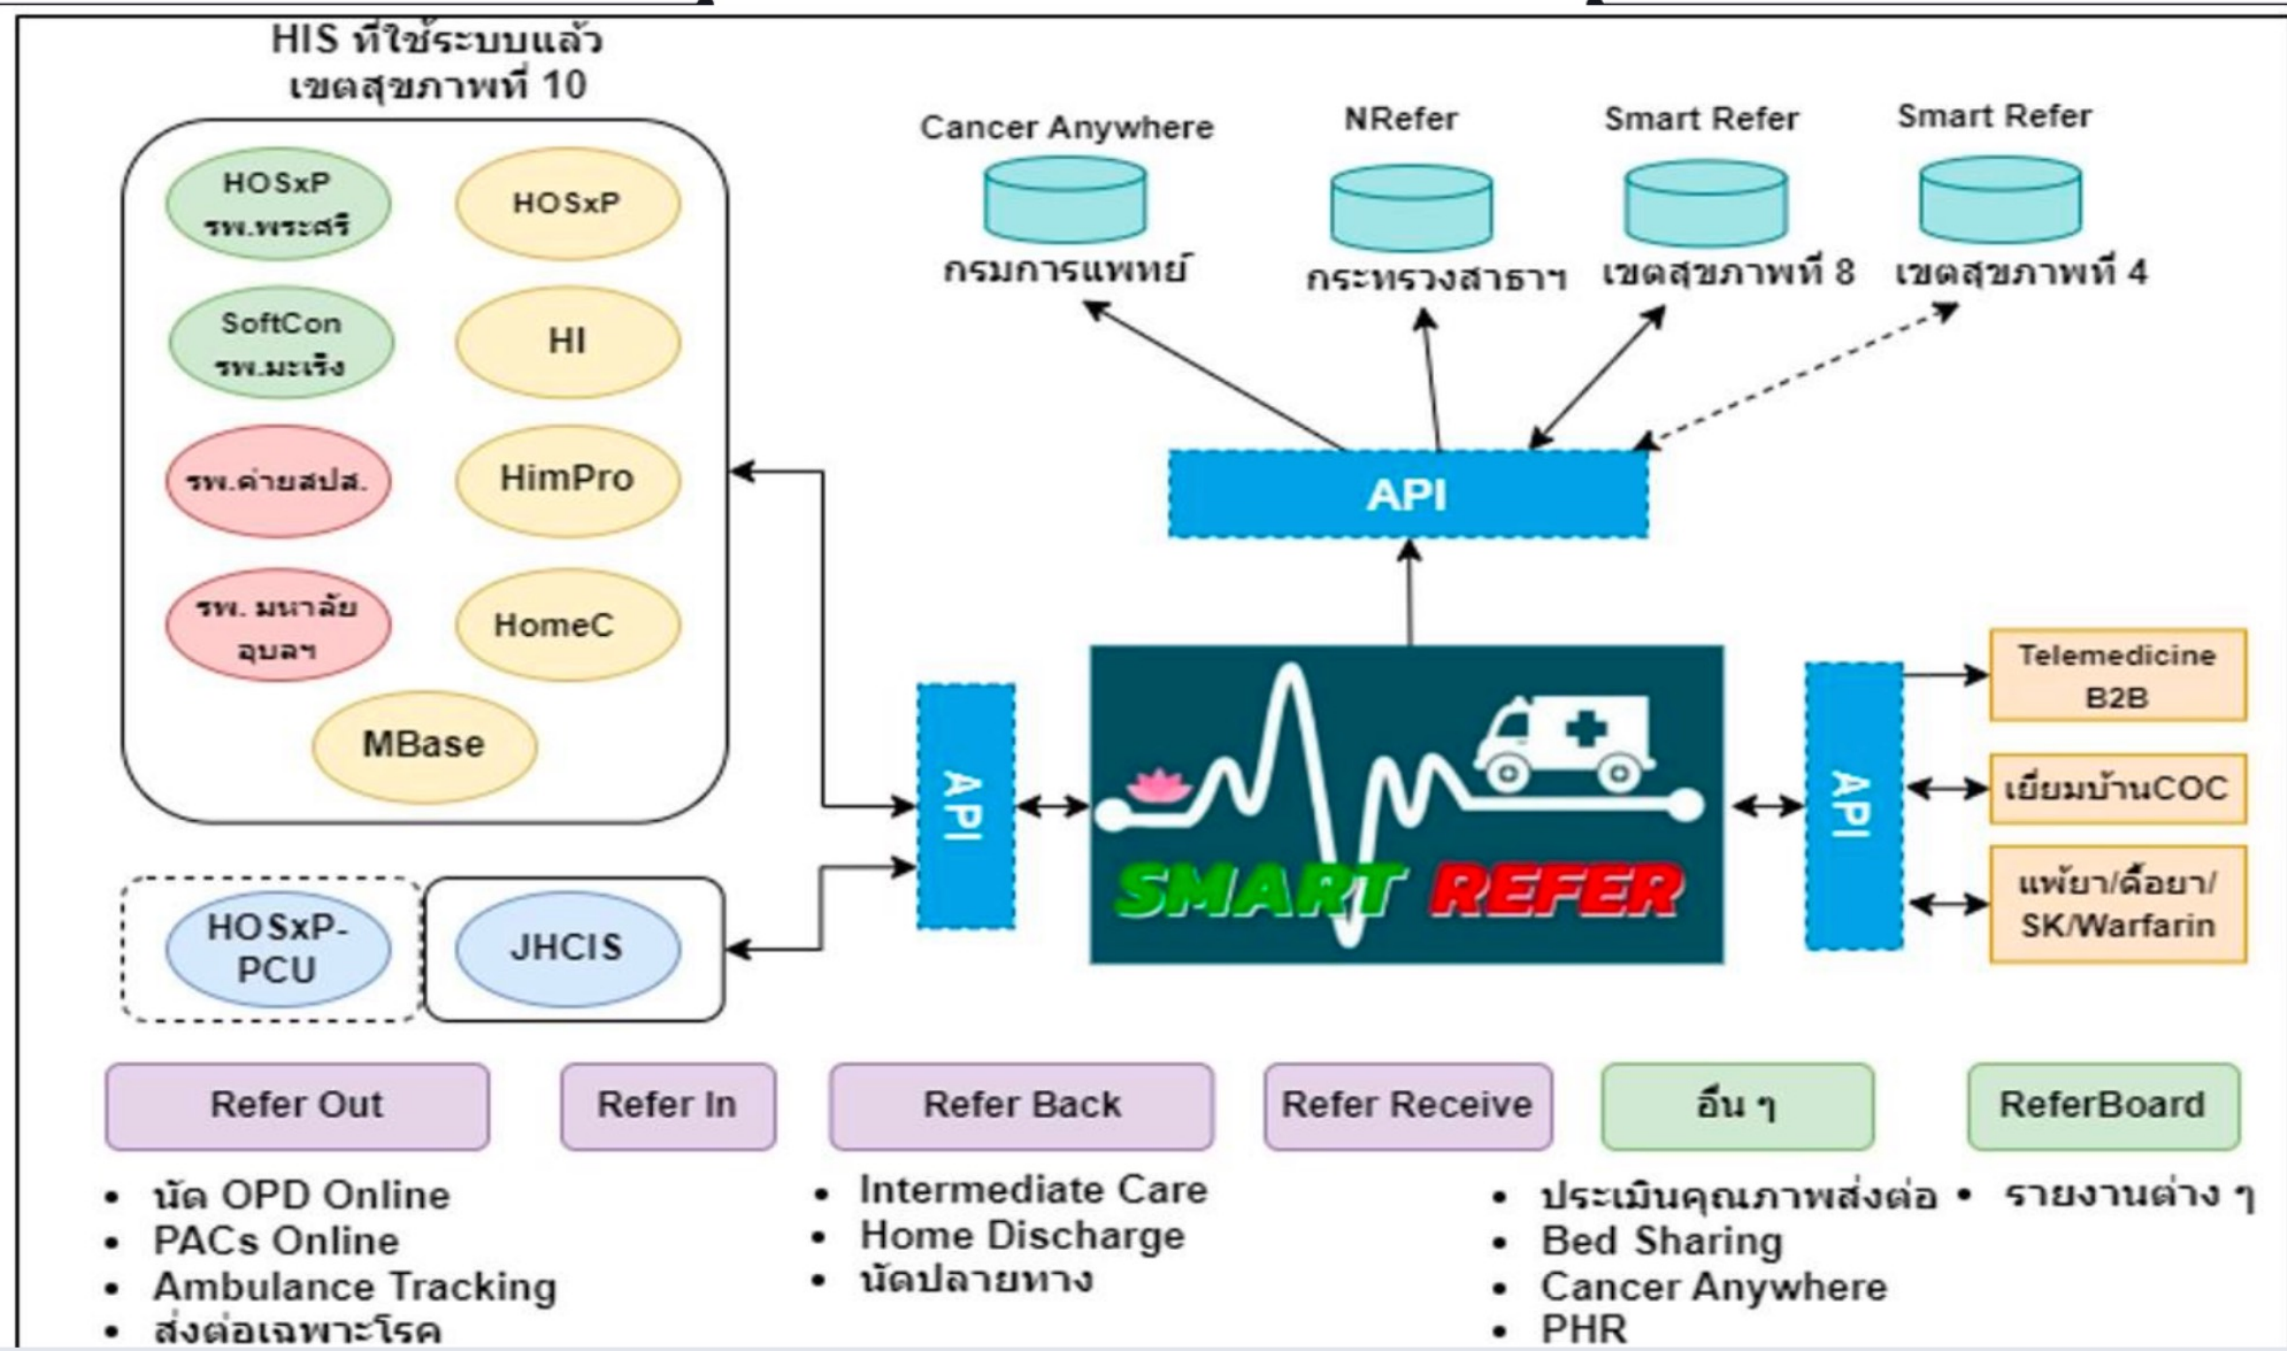 HIS ที่ใช้ระบบแล้ว
เขตสุขภาพที่ 10
HOSxP
รพ.พระศรี
HOSxP
SoftCon
รพ.มะเร็ง
HI
รพ.ค่ายสปส.
HimPro
รพ. มหาลัย
อุบลฯ
HomeC
MBase
HOSxP-
PCU
JHCIS
Cancer Anywhere
กรมการแพทย์
NRefer
กระทรวงสาธาฯ
Smart Refer
เขตสุขภาพที่ 8
Smart Refer
เขตสุขภาพที่ 4
API
API
SMART REFER
API
Telemedicine
B2B
เยี่ยมบ้านCOC
แพ้ยา/ดื้อยา/
SK/Warfarin
Refer Out
• นัด OPD Online
• PACs Online
• Ambulance Tracking
• ส่งต่อเฉพาะโรค
Refer In
Refer Back
• Intermediate Care
• Home Discharge
• นัดปลายทาง
Refer Receive
อื่น ๆ
• ประเมินคุณภาพส่งต่อ
• Bed Sharing
• Cancer Anywhere
• PHR
ReferBoard
• รายงานต่าง ๆ